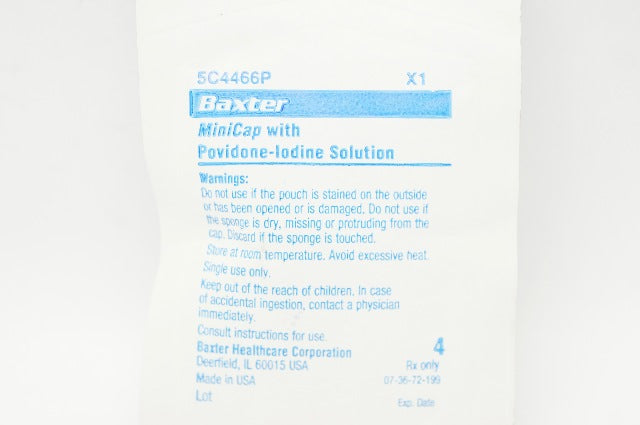 5C4466P X1
Baxter
MiniCap with
Povidone-Iodine Solution
Warnings:
Do not use if the pouch is stained on the outside
or has been opened or is damaged. Do not use if
the sponge is dry, missing or protruding from the
cap. Discard if the sponge is touched.
Store at room temperature. Avoid excessive heat.
Single use only.
Keep out of the reach of children. In case
of accidental ingestion, contact a physician
immediately.
Consult instructions for use.
Baxter Healthcare Corporation 4
Deerfield, IL 60015 USA Rx only
Made in USA 07-36-72-199
Lot Exp. Date